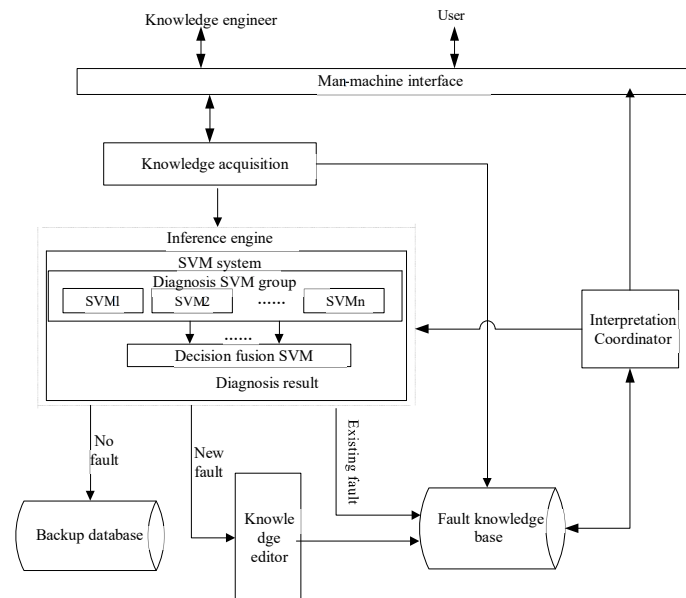 Knowledge engineer
User
Man-machine interface
Knowledge acquisition
Inference engine
SVM system
Diagnosis SVM group
SVM1
SVM2
......
SVMn
......
Decision fusion SVM
Diagnosis result
Interpretation
Coordinator
No
fault
New
fault
Existing fault
Backup database
Knowle
dge
editor
Fault knowledge
base